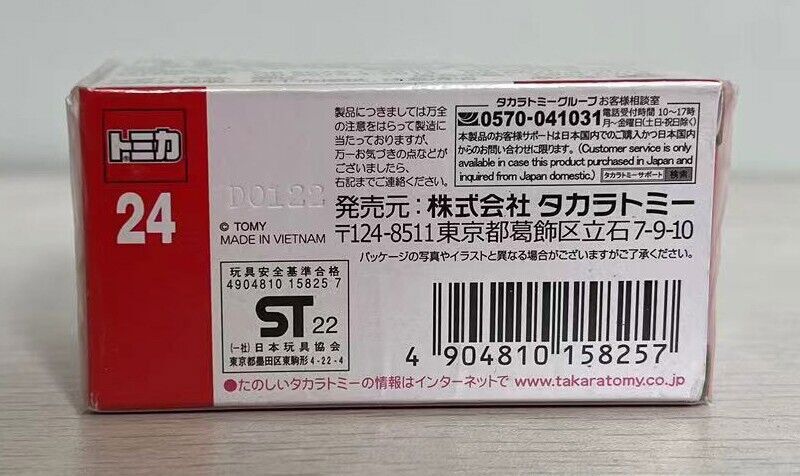 トミカ
24
製品につきましては万全
の注意をはらって製造に
当たっておりますが、
万一お気づきの点などが
ございましたら、
右記までご連絡ください。
D0122
© TOMY
MADE IN VIETNAM
タカラトミーグループ お客様相談室
0570-041031 電話受付時間 10～17時
月～金曜日(土・日・祝日除く)
本製品のお客様サポートは日本国内でのご購入かつ日本国内
からのお問い合わせに限ります。(Customer service is only
available in case this product purchased in Japan and
inquired from Japan domestic.) タカラトミーサポート 検索
発売元：株式会社 タカラトミー
〒124-8511東京都葛飾区立石7-9-10
パッケージの写真やイラストと異なる場合がございますがご了承ください。
玩具安全基準合格
4904810 15825 7
ST 22
(一社)日本玩具協会
東京都墨田区東駒形4-22-4
4 904810 158257
●たのしいタカラトミーの情報はインターネットで www.takaratomy.co.jp